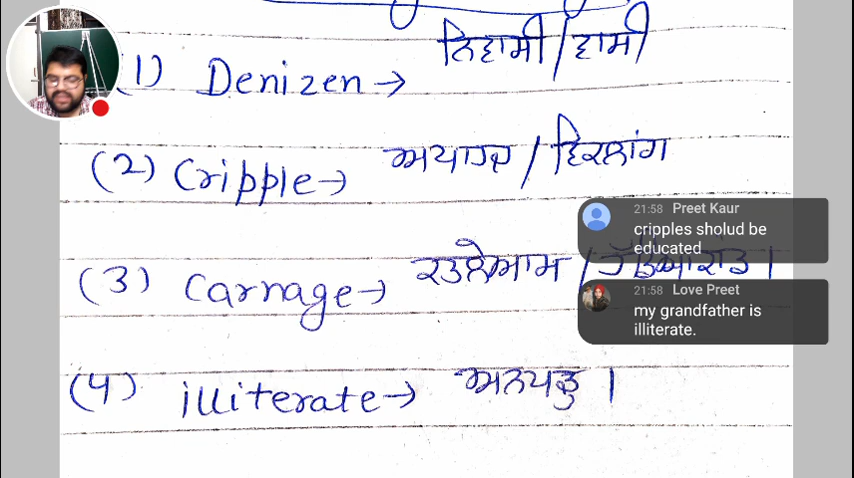 (1) Denizen → ਨਿਵਾਸੀ / ਵਾਸੀ
(2) Cripple → ਅਪਾਹਜ / ਵਿਕਲਾਂਗ
21:58 Preet Kaur
cripples sholud be
educated
(3) Carnage → ਕਤਲੇਆਮ /
21:58 Love Preet
my grandfather is
illiterate.
(4) illiterate → ਅਨਪੜ੍ਹ ।